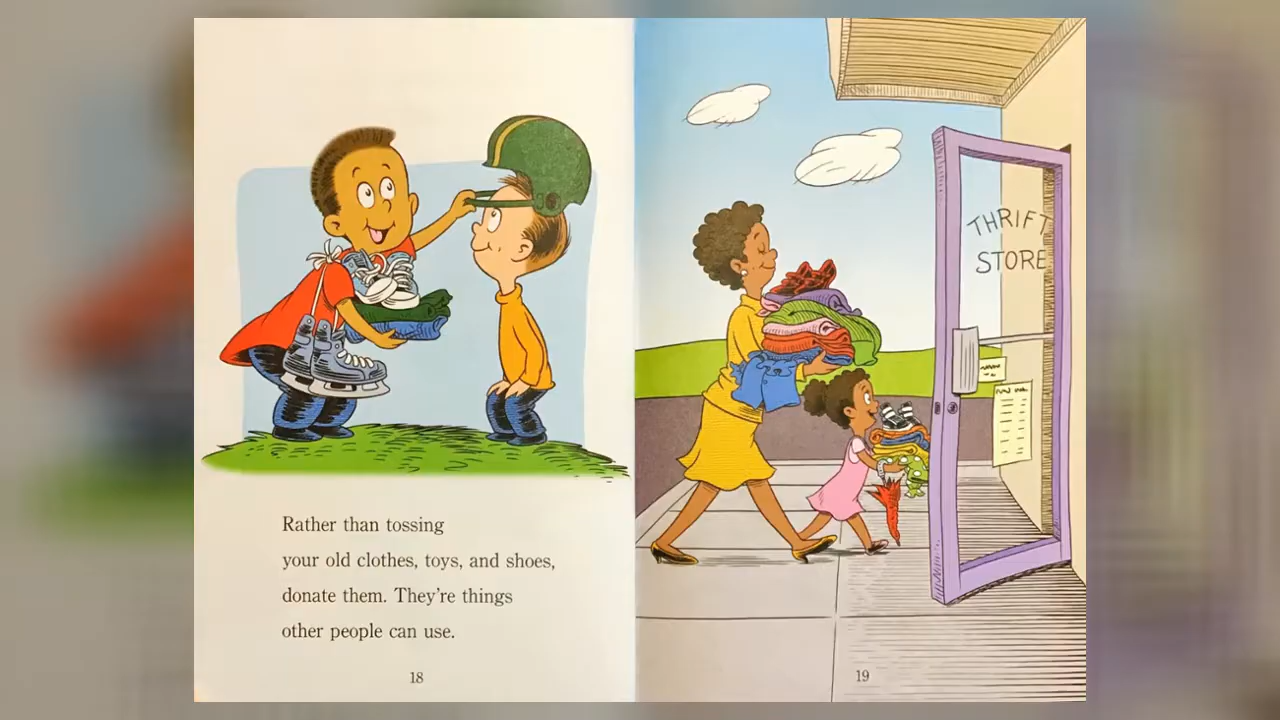 Rather than tossing
your old clothes, toys, and shoes,
donate them. They're things
other people can use.
18
THRIFT
STORE
19